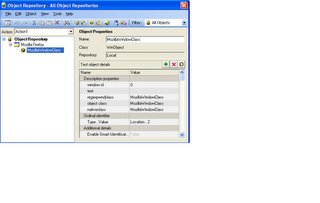 Object Repository - All Object Repositories
File Edit Object View Tools Window Help
Filter: All Objects
Action: Action1
Object Repository
Mozilla Firefox
MozillaWindowClass
Object Properties
Name: MozillaWindowClass
Class: WinObject
Repository: Local
Test object details
Name Value
Description properties
window id 0
text
regexpwndclass MozillaWindowClass
object class MozillaWindowClass
nativeclass MozillaWindowClass
Ordinal identifier
Type , Value Location , 2
Additional details
Enable Smart Identificat... False